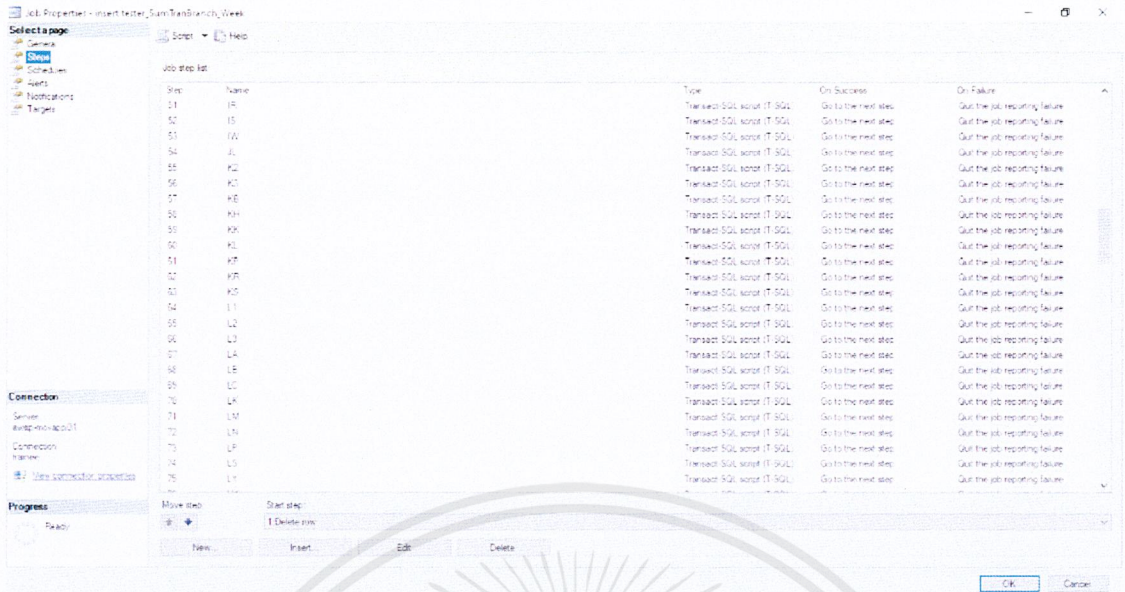 Job Properties - insert tester_SumTranBranch_Week
Select a page
General
Steps
Schedules
Alerts
Notifications
Targets
Script Help
Job step list
Step Name Type On Success On Failure
51 IR Transact-SQL script (T-SQL) Go to the next step Quit the job reporting failure
52 IS Transact-SQL script (T-SQL) Go to the next step Quit the job reporting failure
53 IW Transact-SQL script (T-SQL) Go to the next step Quit the job reporting failure
54 JL Transact-SQL script (T-SQL) Go to the next step Quit the job reporting failure
55 K2 Transact-SQL script (T-SQL) Go to the next step Quit the job reporting failure
56 K3 Transact-SQL script (T-SQL) Go to the next step Quit the job reporting failure
57 KB Transact-SQL script (T-SQL) Go to the next step Quit the job reporting failure
58 KH Transact-SQL script (T-SQL) Go to the next step Quit the job reporting failure
59 KK Transact-SQL script (T-SQL) Go to the next step Quit the job reporting failure
60 KL Transact-SQL script (T-SQL) Go to the next step Quit the job reporting failure
61 KP Transact-SQL script (T-SQL) Go to the next step Quit the job reporting failure
62 KR Transact-SQL script (T-SQL) Go to the next step Quit the job reporting failure
63 KS Transact-SQL script (T-SQL) Go to the next step Quit the job reporting failure
64 L1 Transact-SQL script (T-SQL) Go to the next step Quit the job reporting failure
65 L2 Transact-SQL script (T-SQL) Go to the next step Quit the job reporting failure
66 L3 Transact-SQL script (T-SQL) Go to the next step Quit the job reporting failure
67 LA Transact-SQL script (T-SQL) Go to the next step Quit the job reporting failure
68 LB Transact-SQL script (T-SQL) Go to the next step Quit the job reporting failure
69 LC Transact-SQL script (T-SQL) Go to the next step Quit the job reporting failure
70 LK Transact-SQL script (T-SQL) Go to the next step Quit the job reporting failure
71 LM Transact-SQL script (T-SQL) Go to the next step Quit the job reporting failure
72 LN Transact-SQL script (T-SQL) Go to the next step Quit the job reporting failure
73 LP Transact-SQL script (T-SQL) Go to the next step Quit the job reporting failure
74 LS Transact-SQL script (T-SQL) Go to the next step Quit the job reporting failure
75 LY Transact-SQL script (T-SQL) Go to the next step Quit the job reporting failure
Connection
Server:
Connection:
trainee
View connection properties
Progress
Ready
Move step: Start step:
1:Delete row
New... Insert... Edit Delete
OK Cancel